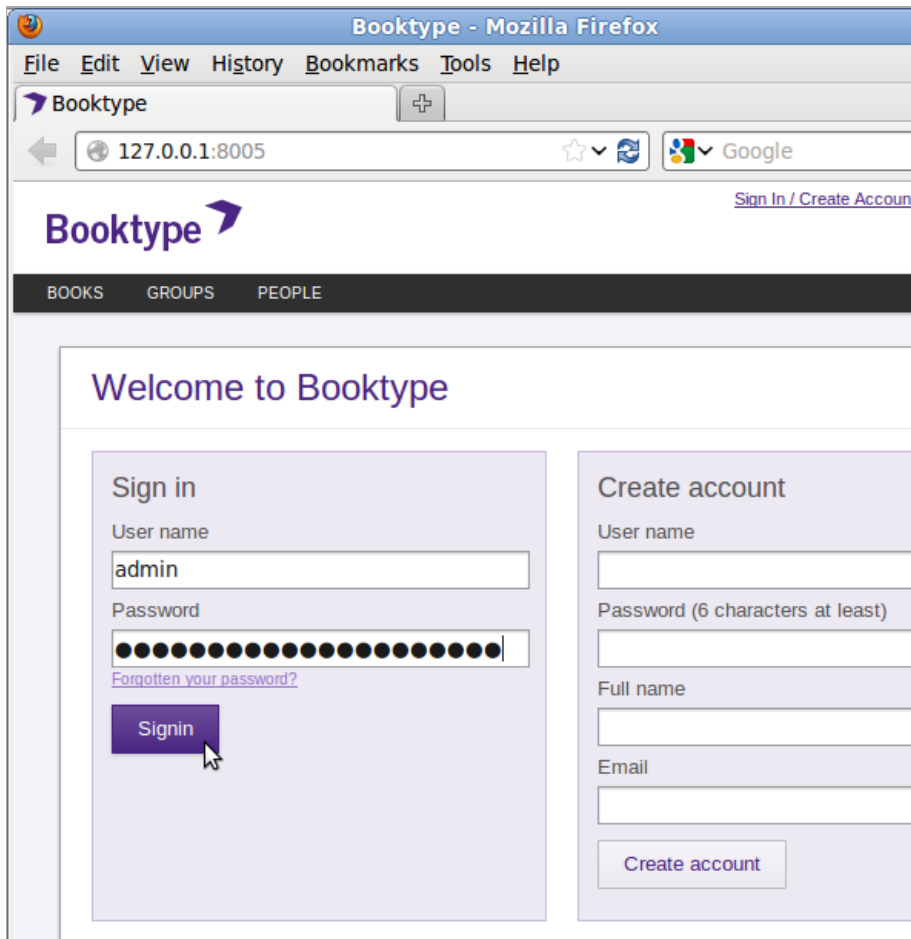 Booktype - Mozilla Firefox
File Edit View History Bookmarks Tools Help
Booktype
127.0.0.1:8005 Google
Sign In / Create Accoun
Booktype
BOOKS GROUPS PEOPLE
Welcome to Booktype
Sign in
User name
admin
Password
●●●●●●●●●●●●●●●●●●●●●
Forgotten your password?
Signin
Create account
User name
Password (6 characters at least)
Full name
Email
Create account